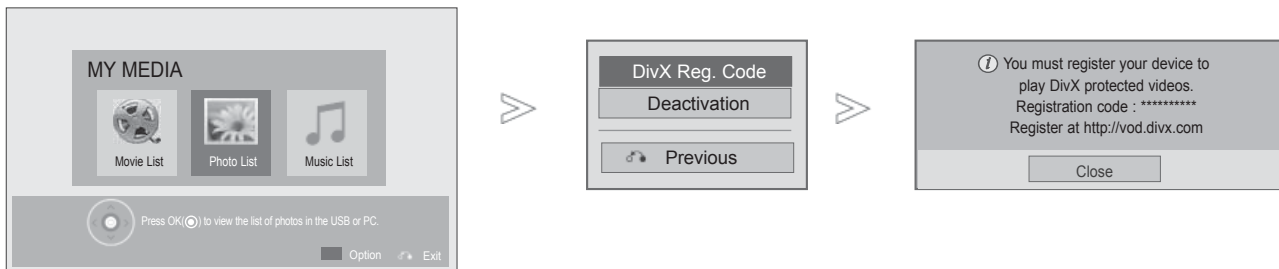 MY MEDIA
Movie List
Photo List
Music List
Press OK(◉) to view the list of photos in the USB or PC.
Option
Exit
DivX Reg. Code
Deactivation
Previous
You must register your device to
play DivX protected videos.
Registration code : **********
Register at http://vod.divx.com
Close